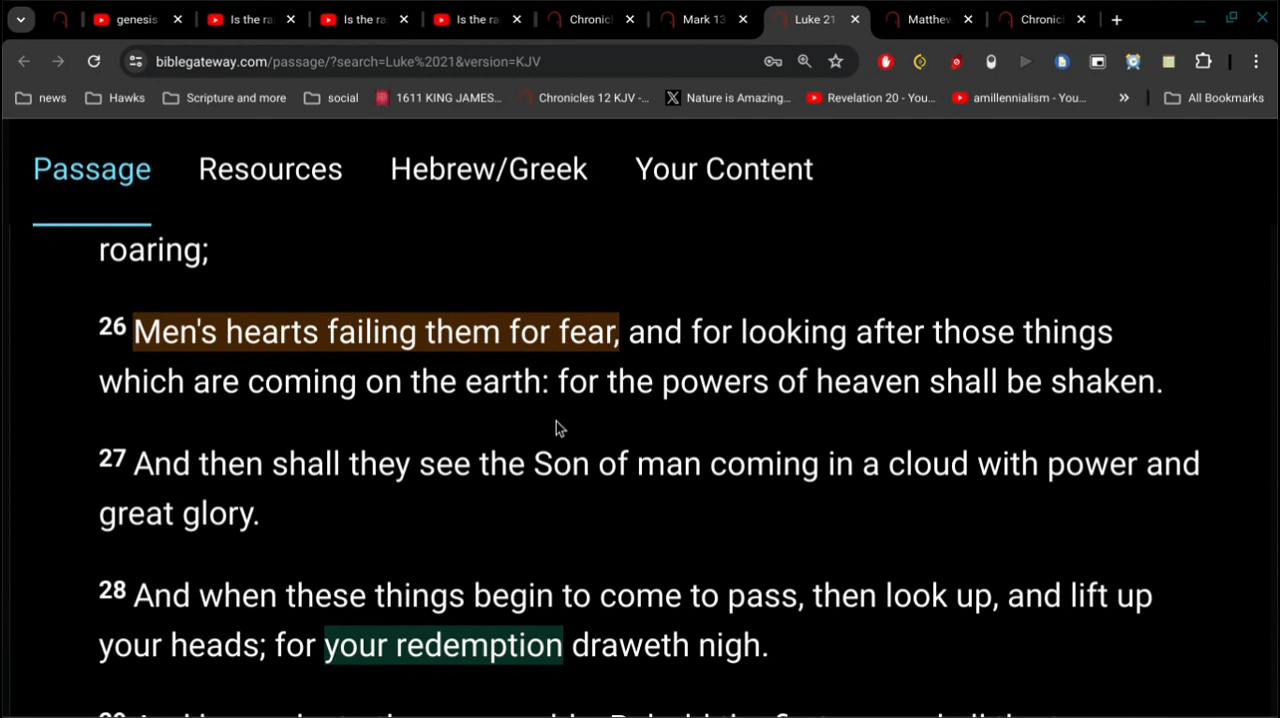 genesis Is the ra Is the ra Is the ra Chronic Mark 13 Luke 21 Matthew Chronic
biblegateway.com/passage/?search=Luke%2021&version=KJV
news Hawks Scripture and more social 1611 KING JAMES... Chronicles 12 KJV -... Nature is Amazing... Revelation 20 - You... amillennialism - You... » All Bookmarks
Passage Resources Hebrew/Greek Your Content
roaring;
26 Men's hearts failing them for fear, and for looking after those things
which are coming on the earth: for the powers of heaven shall be shaken.
27 And then shall they see the Son of man coming in a cloud with power and
great glory.
28 And when these things begin to come to pass, then look up, and lift up
your heads; for your redemption draweth nigh.